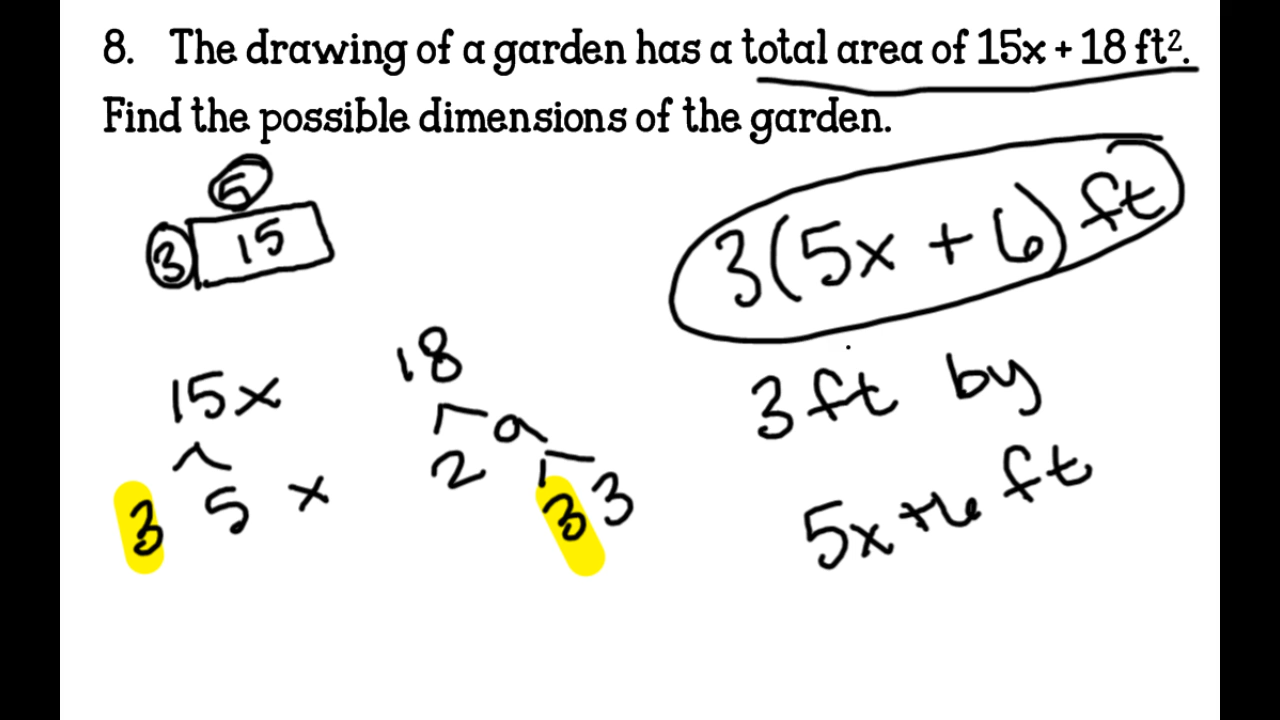 8. The drawing of a garden has a total area of 15x + 18 ft².
Find the possible dimensions of the garden.
5
3 15
3(5x + 6) ft
15x 18
2 9
3 5 x 3 3
3 ft by
5x + 6 ft